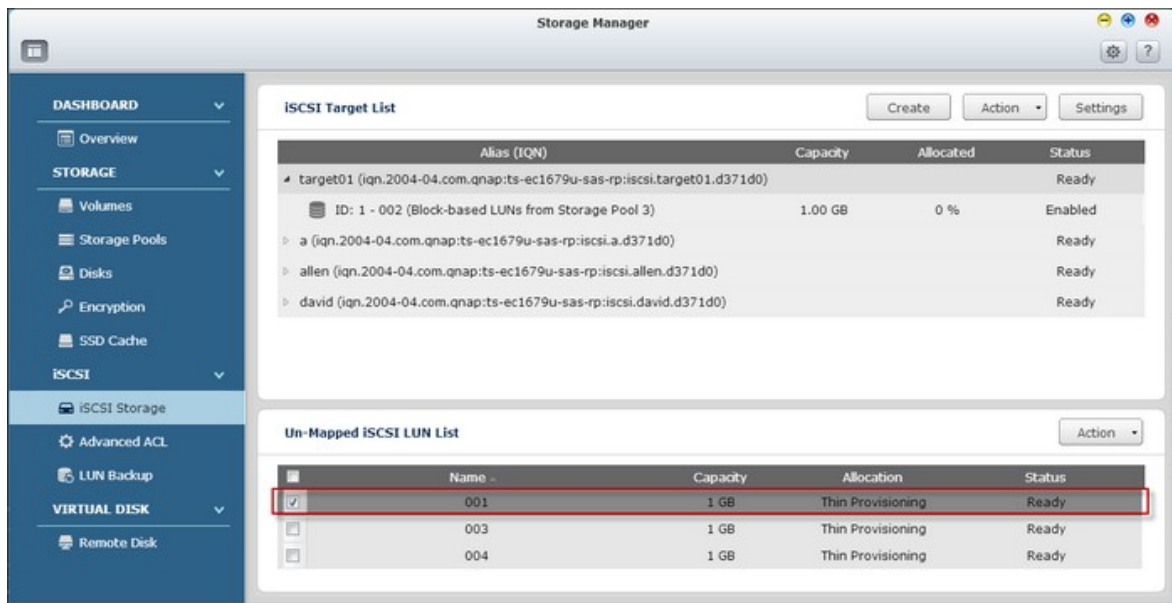 Storage Manager
?
DASHBOARD
Overview
STORAGE
Volumes
Storage Pools
Disks
Encryption
SSD Cache
iSCSI
iSCSI Storage
Advanced ACL
LUN Backup
VIRTUAL DISK
Remote Disk
iSCSI Target List Create Action Settings
Alias (IQN) Capacity Allocated Status
target01 (iqn.2004-04.com.qnap:ts-ec1679u-sas-rp:iscsi.target01.d371d0) Ready
ID: 1 - 002 (Block-based LUNs from Storage Pool 3) 1.00 GB 0 % Enabled
a (iqn.2004-04.com.qnap:ts-ec1679u-sas-rp:iscsi.a.d371d0) Ready
allen (iqn.2004-04.com.qnap:ts-ec1679u-sas-rp:iscsi.allen.d371d0) Ready
david (iqn.2004-04.com.qnap:ts-ec1679u-sas-rp:iscsi.david.d371d0) Ready
Un-Mapped iSCSI LUN List Action
Name Capacity Allocation Status
001 1 GB Thin Provisioning Ready
003 1 GB Thin Provisioning Ready
004 1 GB Thin Provisioning Ready